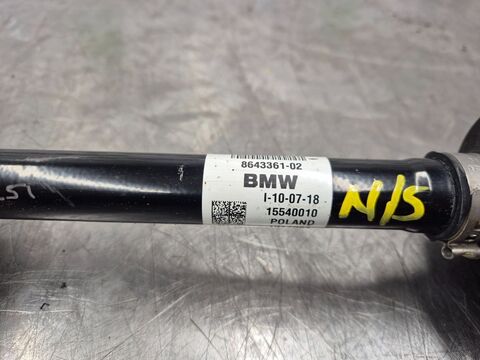 8643361-02
BMW
I-10-07-18
15540010
POLAND
N/S